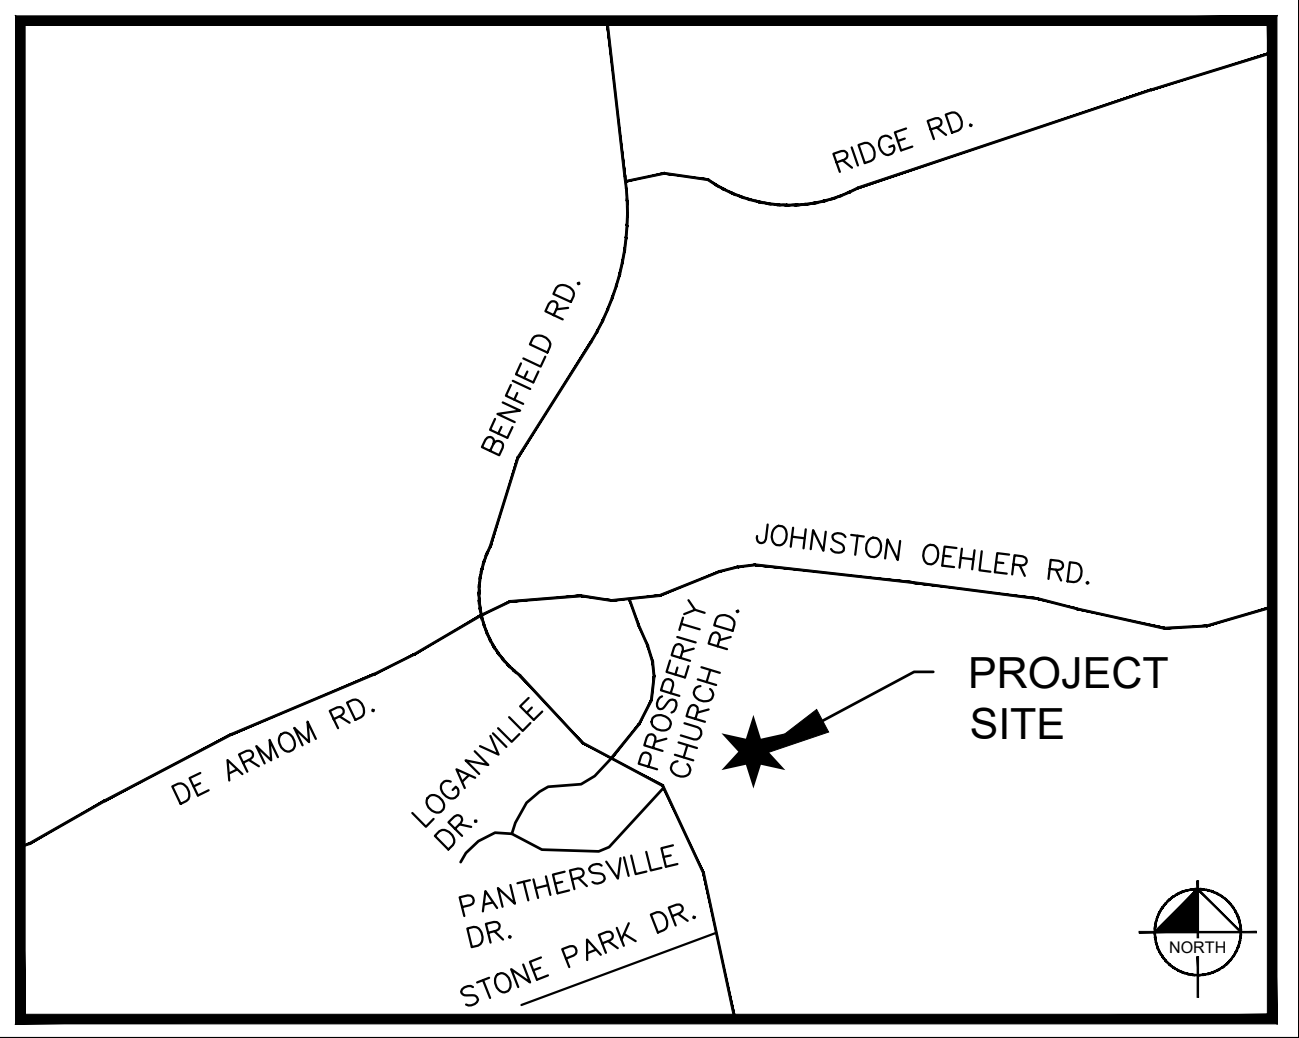 RIDGE RD.
BENFIELD RD.
JOHNSTON OEHLER RD.
PROSPERITY
CHURCH RD.
PROJECT
SITE
DE ARMOM RD.
LOGANVILLE
DR.
PANTHERSVILLE
DR.
STONE PARK DR.
NORTH